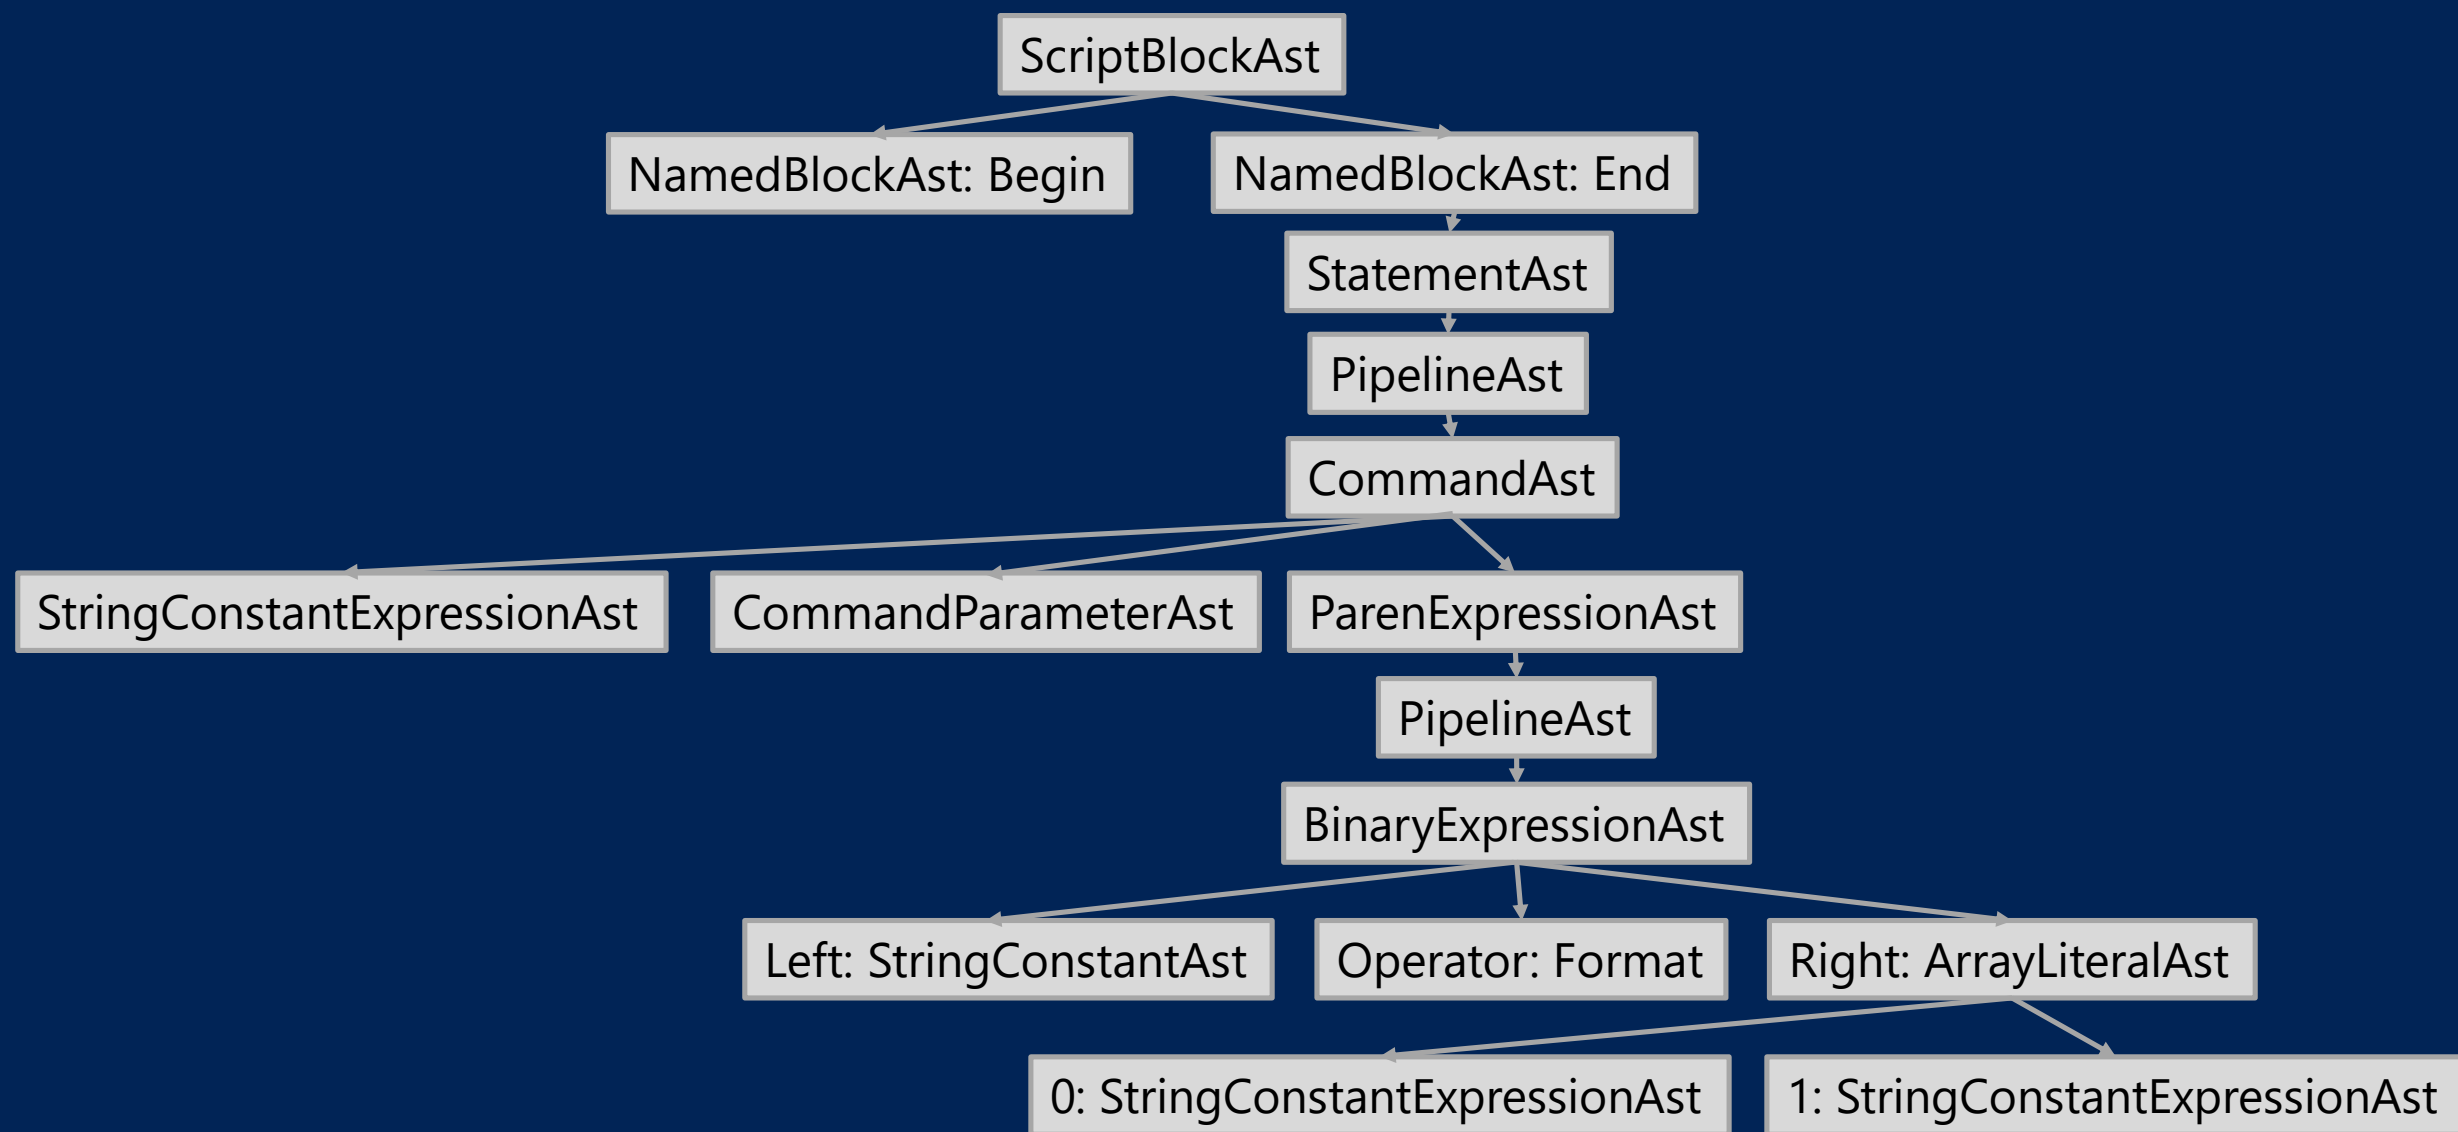 ScriptBlockAst
NamedBlockAst: Begin
NamedBlockAst: End
StatementAst
PipelineAst
CommandAst
StringConstantExpressionAst
CommandParameterAst
ParenExpressionAst
PipelineAst
BinaryExpressionAst
Left: StringConstantAst
Operator: Format
Right: ArrayLiteralAst
0: StringConstantExpressionAst
1: StringConstantExpressionAst